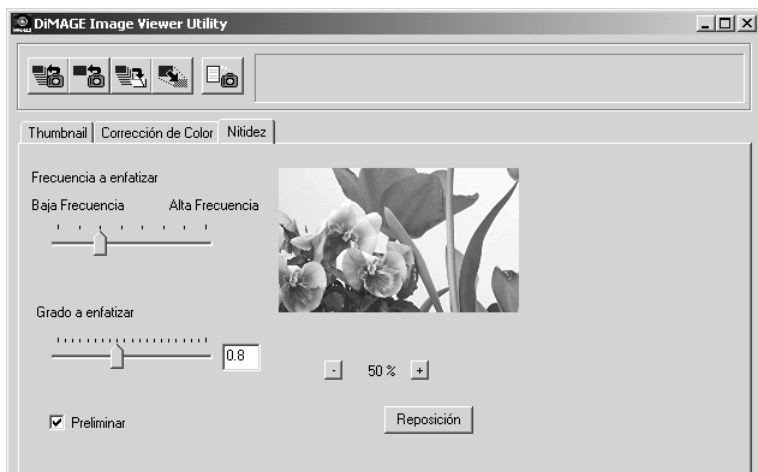 DiMAGE Image Viewer Utility
Thumbnail Corrección de Color Nitidez
Frecuencia a enfatizar
Baja Frecuencia Alta Frecuencia
Grado a enfatizar
0.8
- 50 % +
Preliminar
Reposición